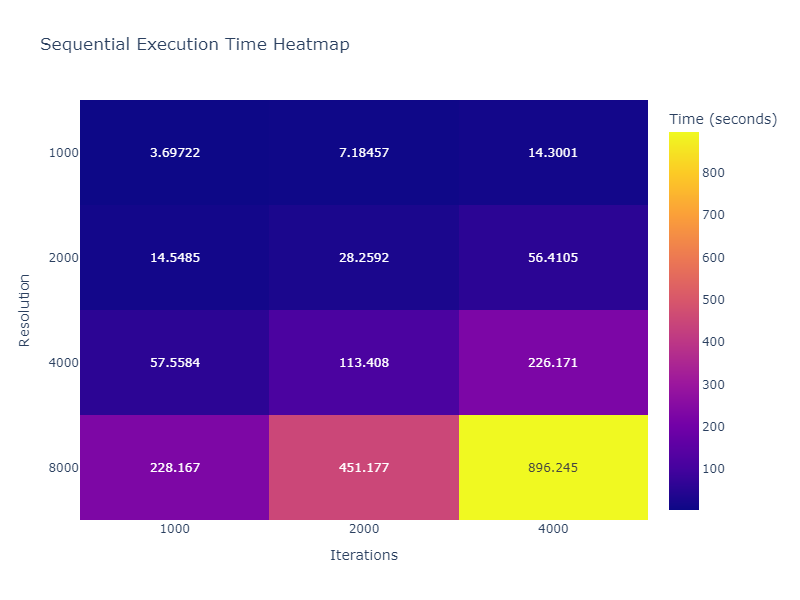 Sequential Execution Time Heatmap
Time (seconds)
1000 3.69722 7.18457 14.3001
2000 14.5485 28.2592 56.4105
4000 57.5584 113.408 226.171
8000 228.167 451.177 896.245
1000 2000 4000
Iterations
Resolution
800
700
600
500
400
300
200
100